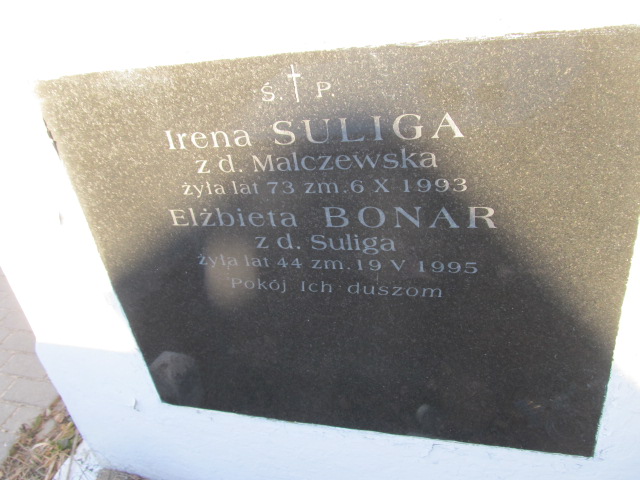 Ś. † P.
Irena SULIGA
z d. Malczewska
żyła lat 73 zm. 6 X 1993
Elżbieta BONAR
z d. Suliga
żyła lat 44 zm. 19 V 1995
Pokój Ich duszom